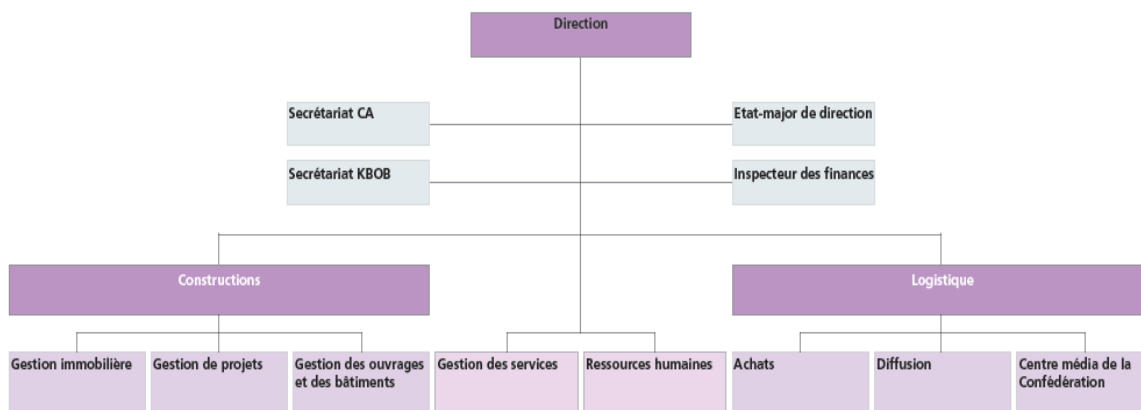 Direction
Secrétariat CA
Etat-major de direction
Secrétariat KBOB
Inspecteur des finances
Constructions
Logistique
Gestion immobilière
Gestion de projets
Gestion des ouvrages
et des bâtiments
Gestion des services
Ressources humaines
Achats
Diffusion
Centre média de la
Confédération